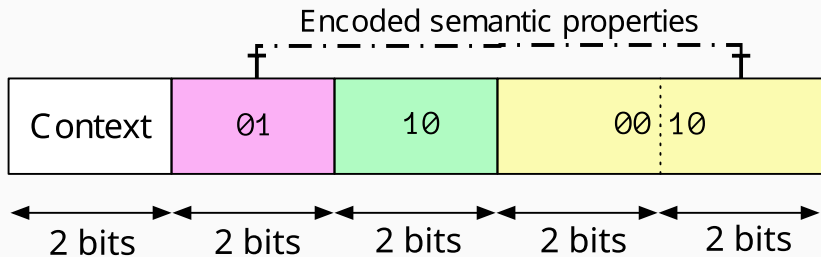 Encoded semantic properties
Context 01 10 00 10
2 bits 2 bits 2 bits 2 bits 2 bits